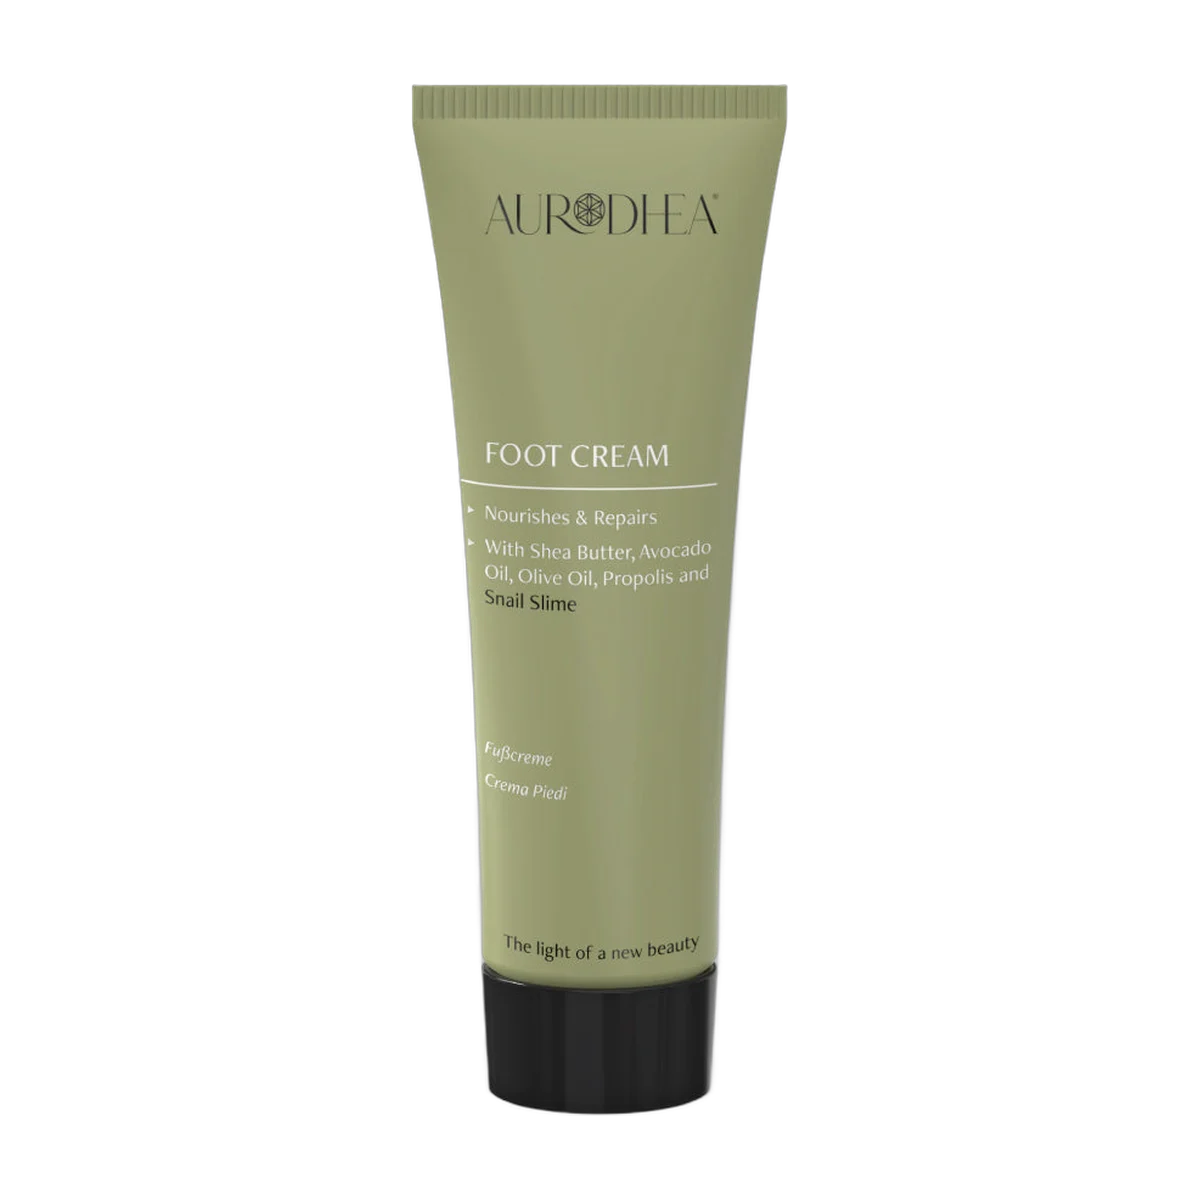 AURODHEA®
FOOT CREAM
▸ Nourishes & Repairs
▸ With Shea Butter, Avocado
Oil, Olive Oil, Propolis and
Snail Slime
Fußcreme
Crema Piedi
The light of a new beauty